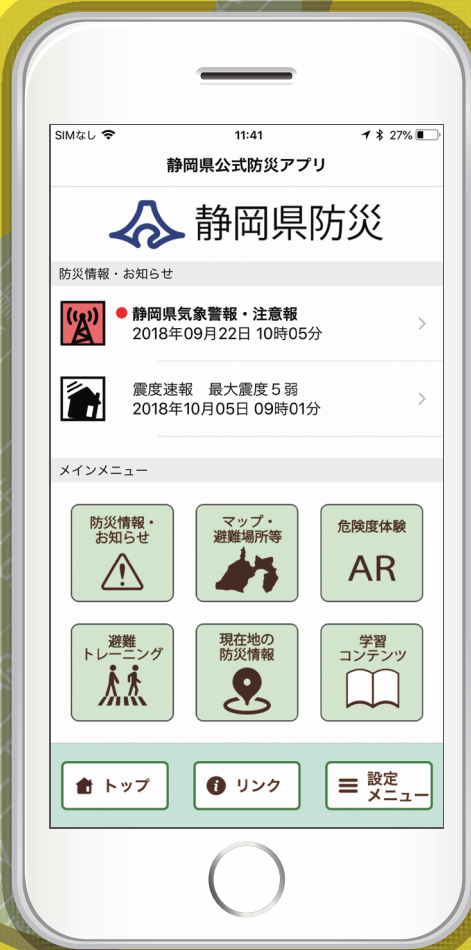 SIMなし 11:41 27%
静岡県公式防災アプリ
静岡県防災
防災情報・お知らせ
静岡県気象警報・注意報
2018年09月22日 10時05分
震度速報 最大震度５弱
2018年10月05日 09時01分
メインメニュー
防災情報・
お知らせ
マップ・
避難場所等
危険度体験
AR
避難
トレーニング
現在地の
防災情報
学習
コンテンツ
トップ
リンク
設定
メニュー